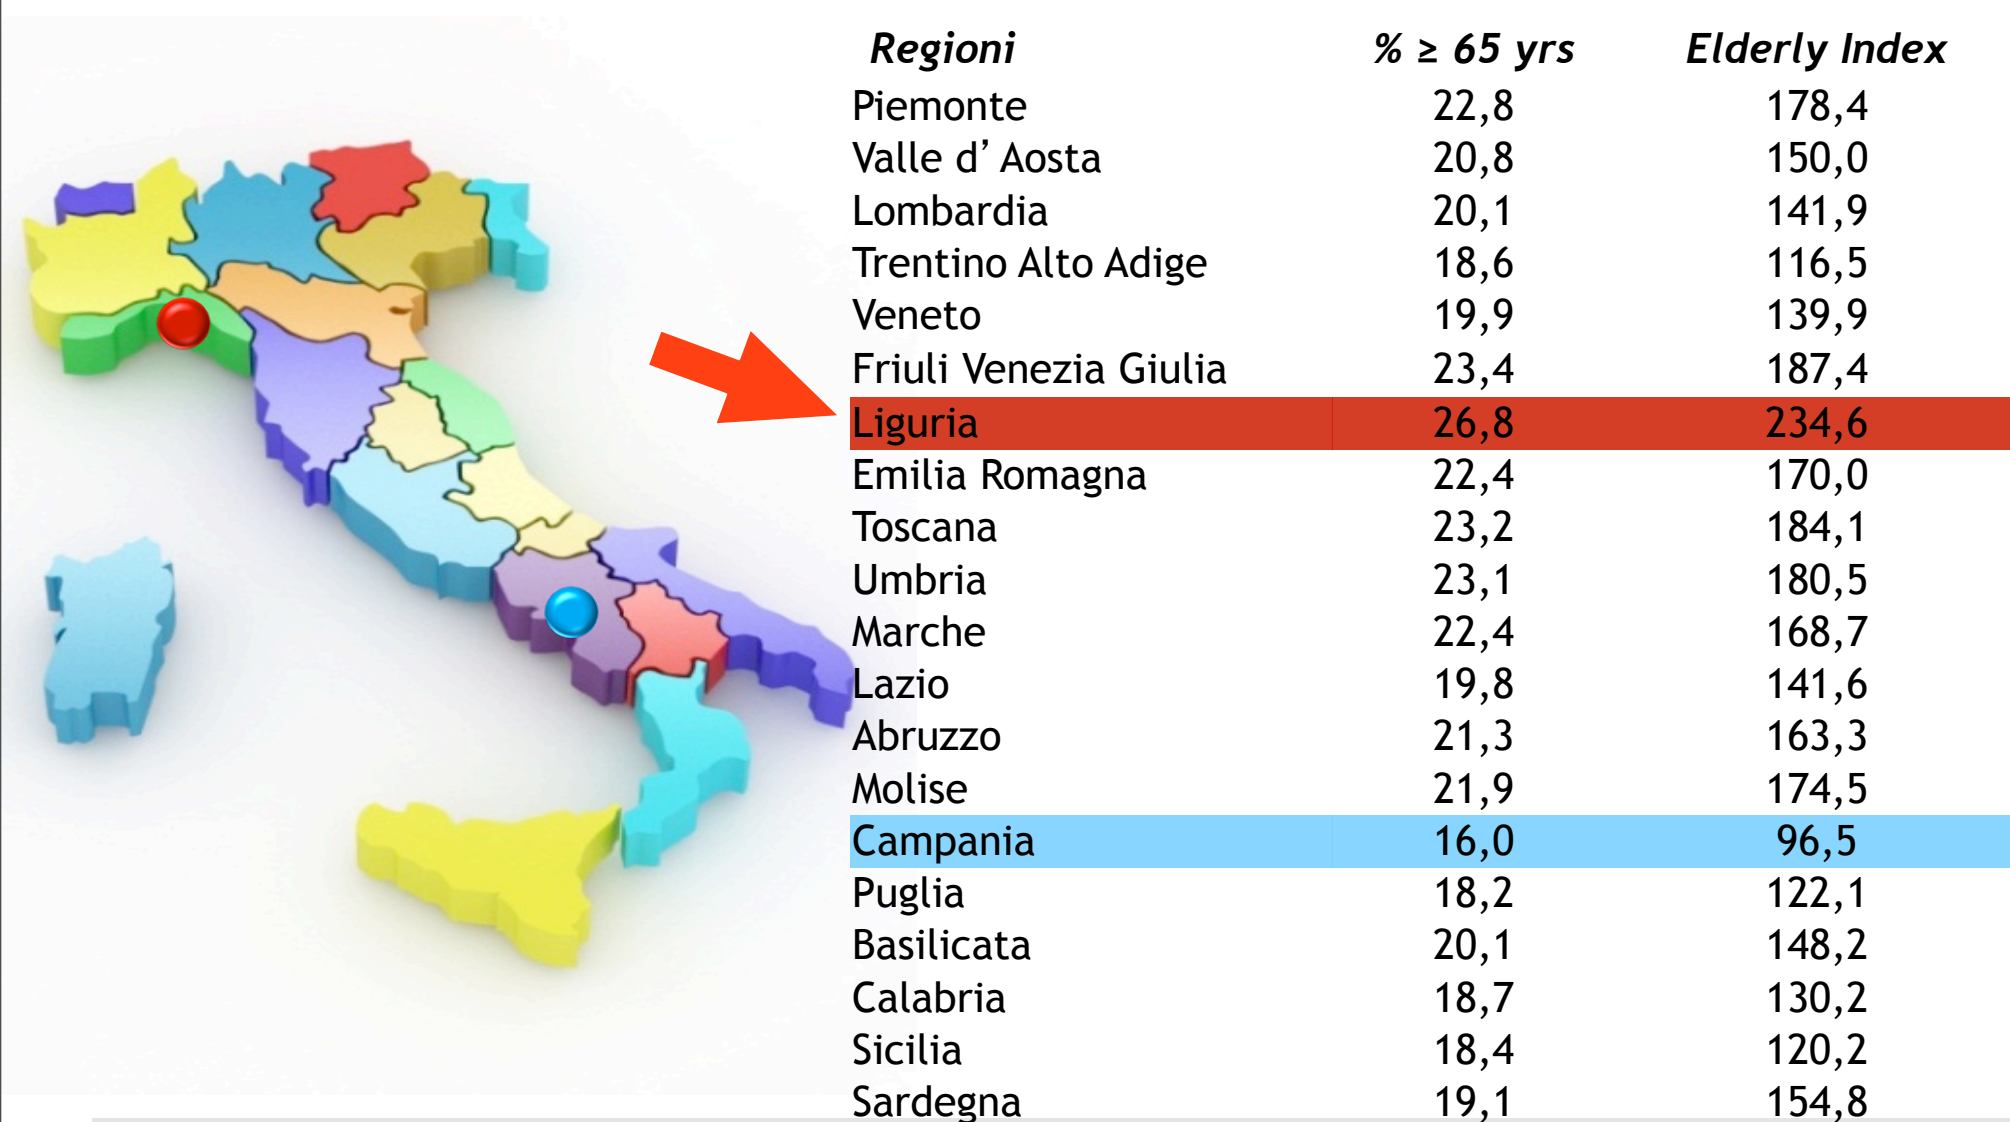 Regioni % ≥ 65 yrs Elderly Index
Piemonte 22,8 178,4
Valle d’ Aosta 20,8 150,0
Lombardia 20,1 141,9
Trentino Alto Adige 18,6 116,5
Veneto 19,9 139,9
Friuli Venezia Giulia 23,4 187,4
Liguria 26,8 234,6
Emilia Romagna 22,4 170,0
Toscana 23,2 184,1
Umbria 23,1 180,5
Marche 22,4 168,7
Lazio 19,8 141,6
Abruzzo 21,3 163,3
Molise 21,9 174,5
Campania 16,0 96,5
Puglia 18,2 122,1
Basilicata 20,1 148,2
Calabria 18,7 130,2
Sicilia 18,4 120,2
Sardegna 19,1 154,8